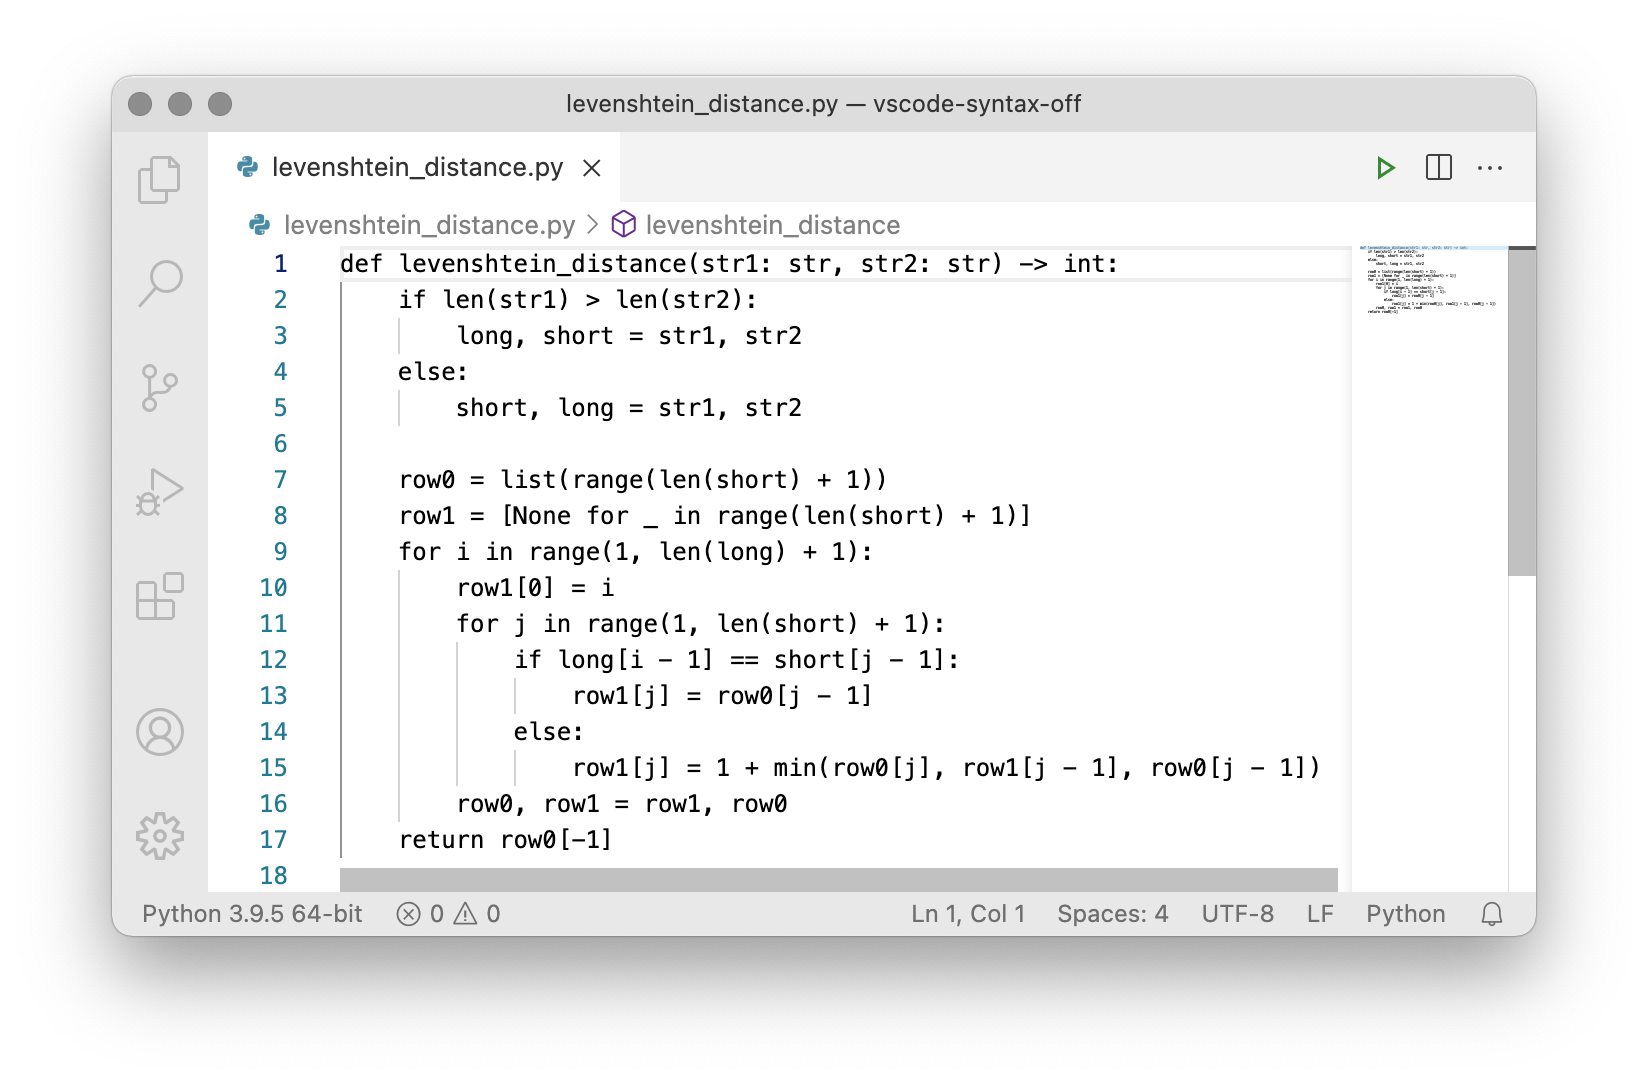 levenshtein_distance.py — vscode-syntax-off
levenshtein_distance.py
levenshtein_distance.py > levenshtein_distance
1 def levenshtein_distance(str1: str, str2: str) -> int:
2     if len(str1) > len(str2):
3         long, short = str1, str2
4     else:
5         short, long = str1, str2
6
7     row0 = list(range(len(short) + 1))
8     row1 = [None for _ in range(len(short) + 1)]
9     for i in range(1, len(long) + 1):
10         row1[0] = i
11         for j in range(1, len(short) + 1):
12             if long[i - 1] == short[j - 1]:
13                 row1[j] = row0[j - 1]
14             else:
15                 row1[j] = 1 + min(row0[j], row1[j - 1], row0[j - 1])
16         row0, row1 = row1, row0
17     return row0[-1]
18
Python 3.9.5 64-bit 0 0 Ln 1, Col 1 Spaces: 4 UTF-8 LF Python